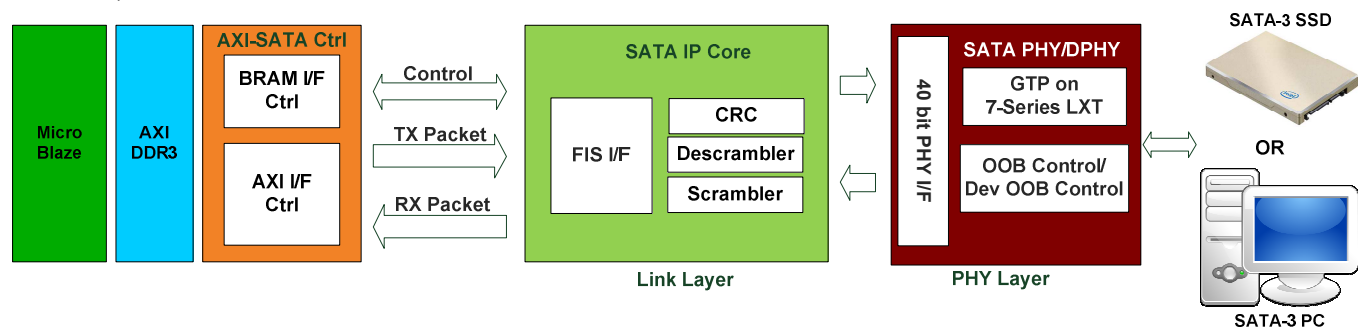 Micro
Blaze
AXI
DDR3
AXI-SATA Ctrl
BRAM I/F
Ctrl
AXI I/F
Ctrl
Control
TX Packet
RX Packet
SATA IP Core
FIS I/F
CRC
Descrambler
Scrambler
Link Layer
40 bit PHY I/F
SATA PHY/DPHY
GTP on
7-Series LXT
OOB Control/
Dev OOB Control
PHY Layer
SATA-3 SSD
intel
OR
SATA-3 PC